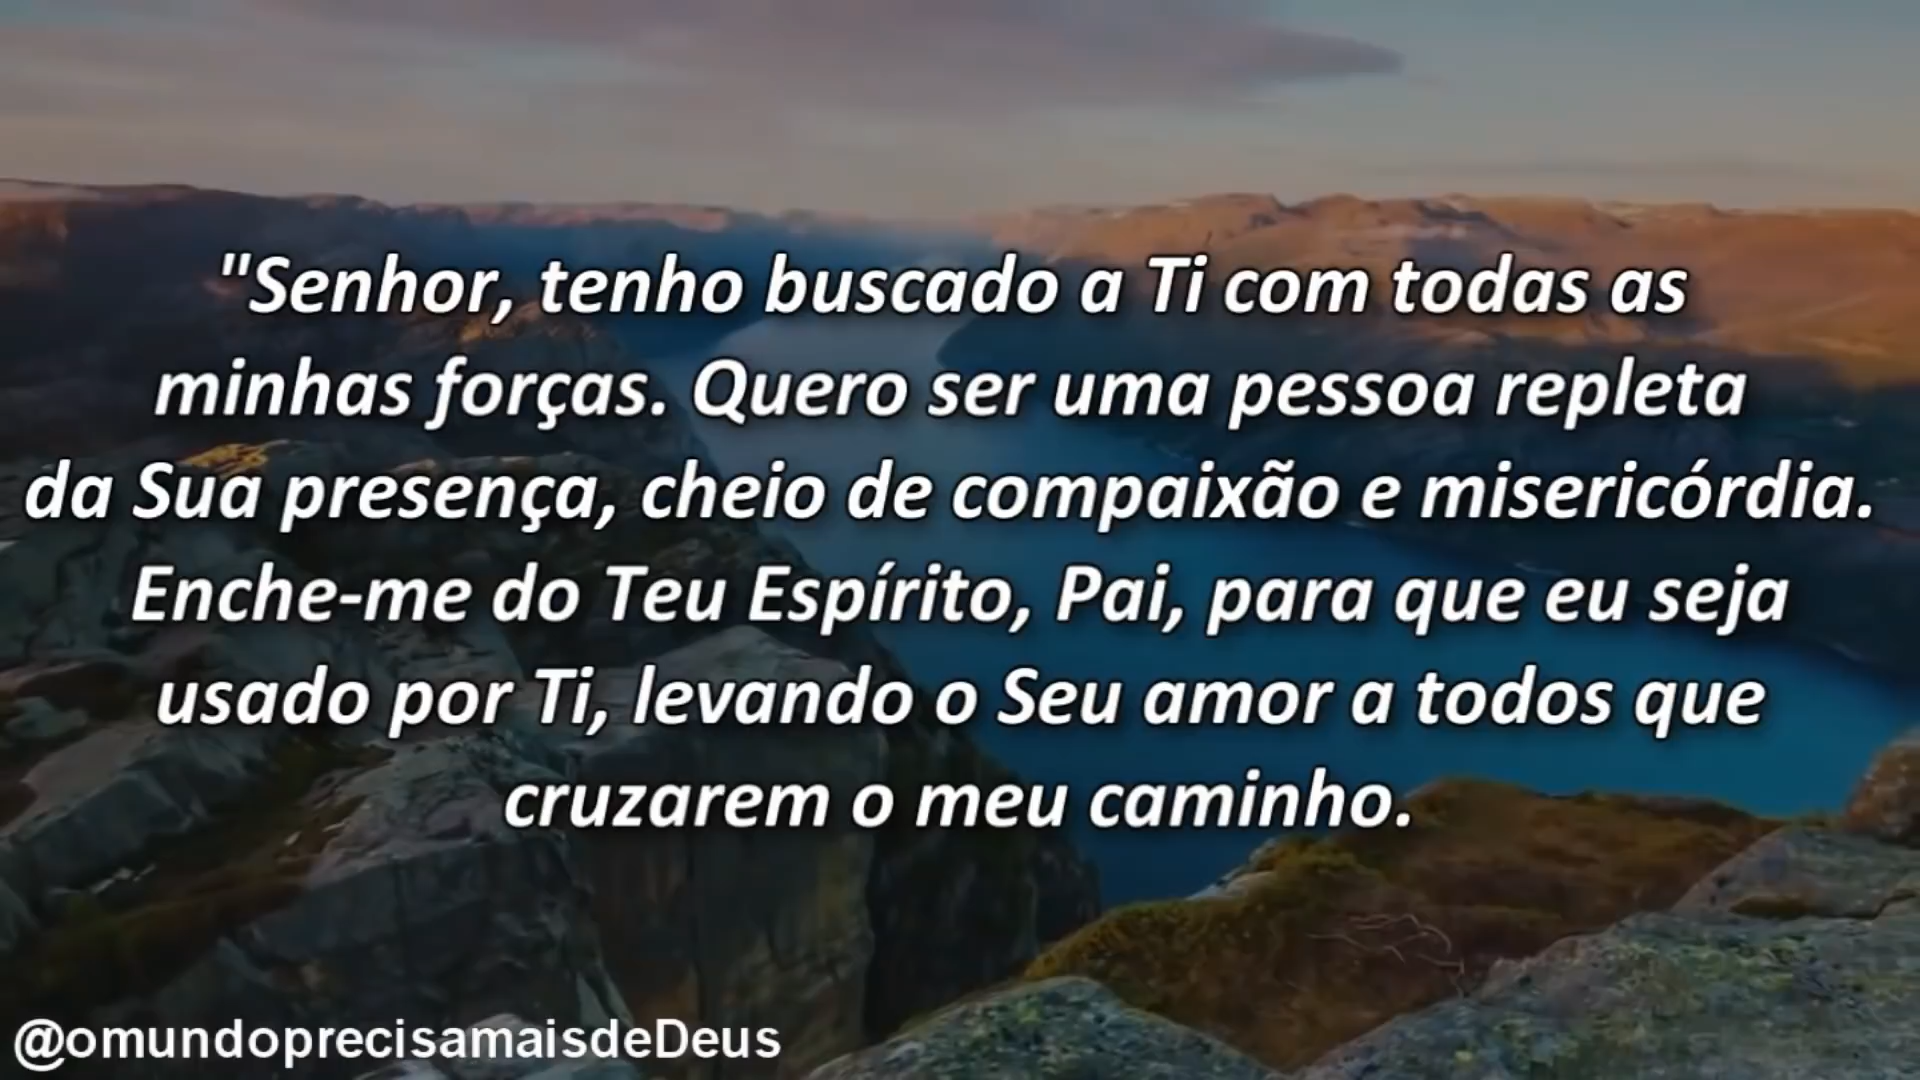 "Senhor, tenho buscado a Ti com todas as
minhas forças. Quero ser uma pessoa repleta
da Sua presença, cheio de compaixão e misericórdia.
Enche-me do Teu Espírito, Pai, para que eu seja
usado por Ti, levando o Seu amor a todos que
cruzarem o meu caminho.
@omundoprecisamaisdeDeus